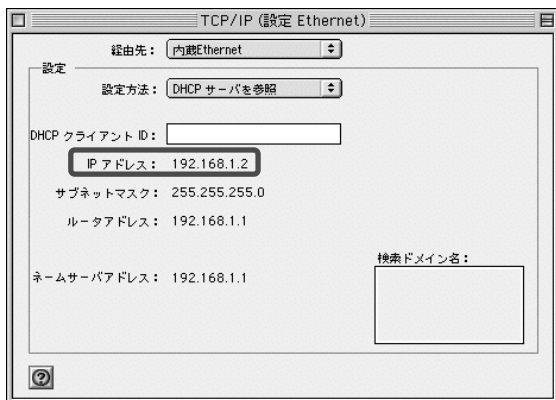 TCP/IP (設定 Ethernet)
経由先： 内蔵Ethernet
設定
設定方法： DHCP サーバを参照
DHCP クライアント ID：
IP アドレス： 192.168.1.2
サブネットマスク： 255.255.255.0
ルータアドレス： 192.168.1.1
検索ドメイン名：
ネームサーバアドレス： 192.168.1.1
?